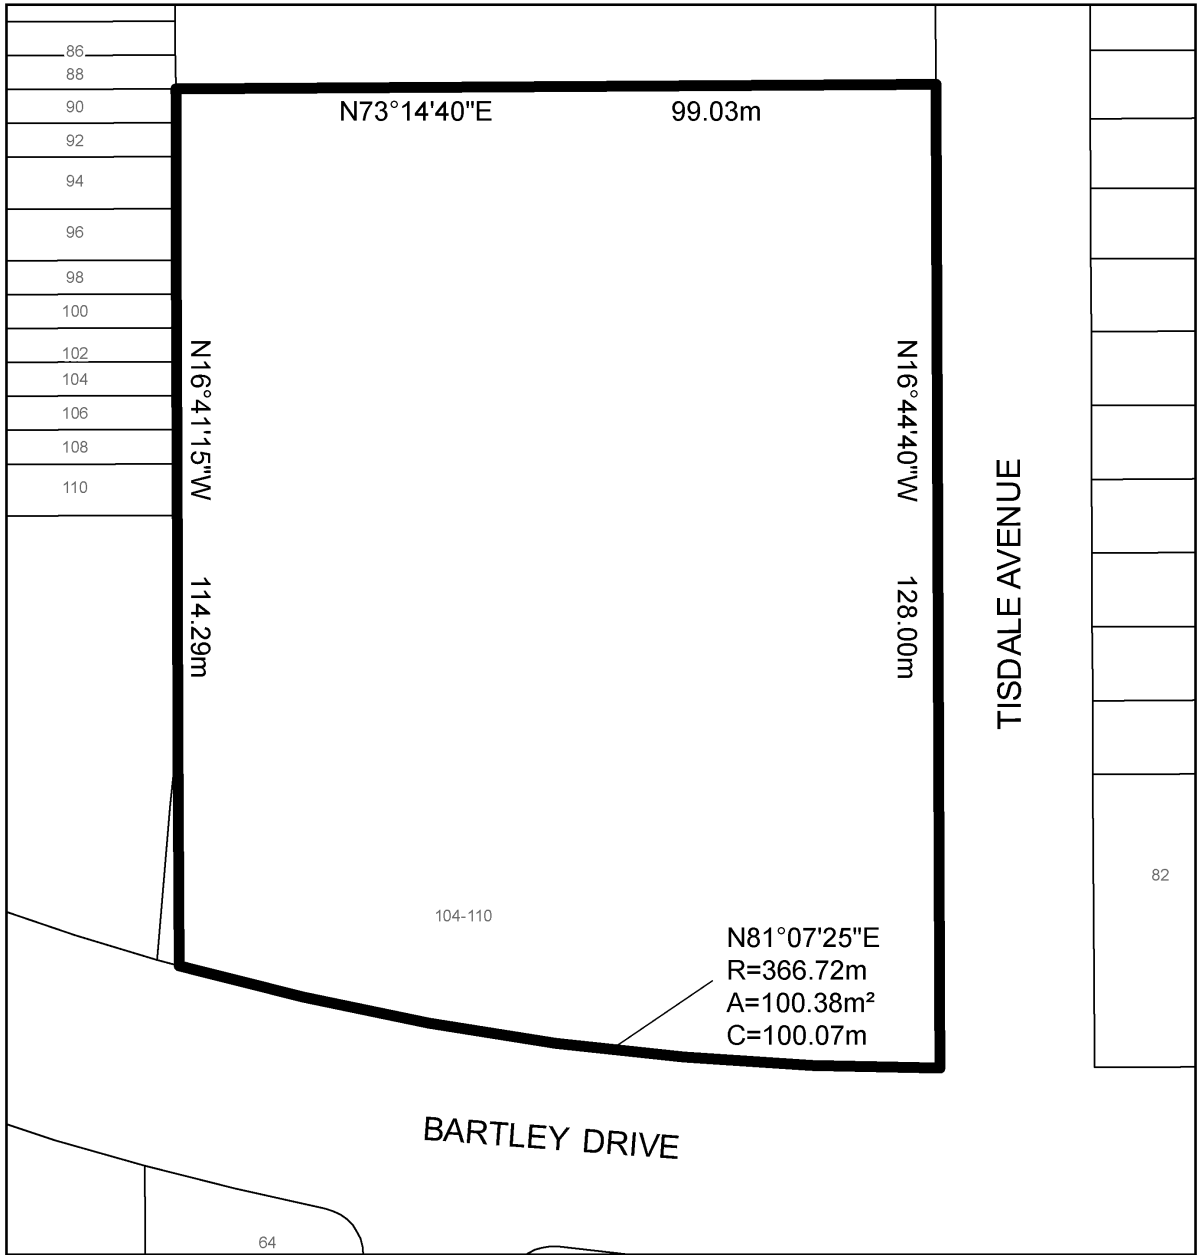 86
88
90
92
94
96
98
100
102
104
106
108
110
N73°14'40"E 99.03m
N16°41'15"W 114.29m
N16°44'40"W 128.00m
TISDALE AVENUE
82
104-110
N81°07'25"E
R=366.72m
A=100.38m²
C=100.07m
BARTLEY DRIVE
64